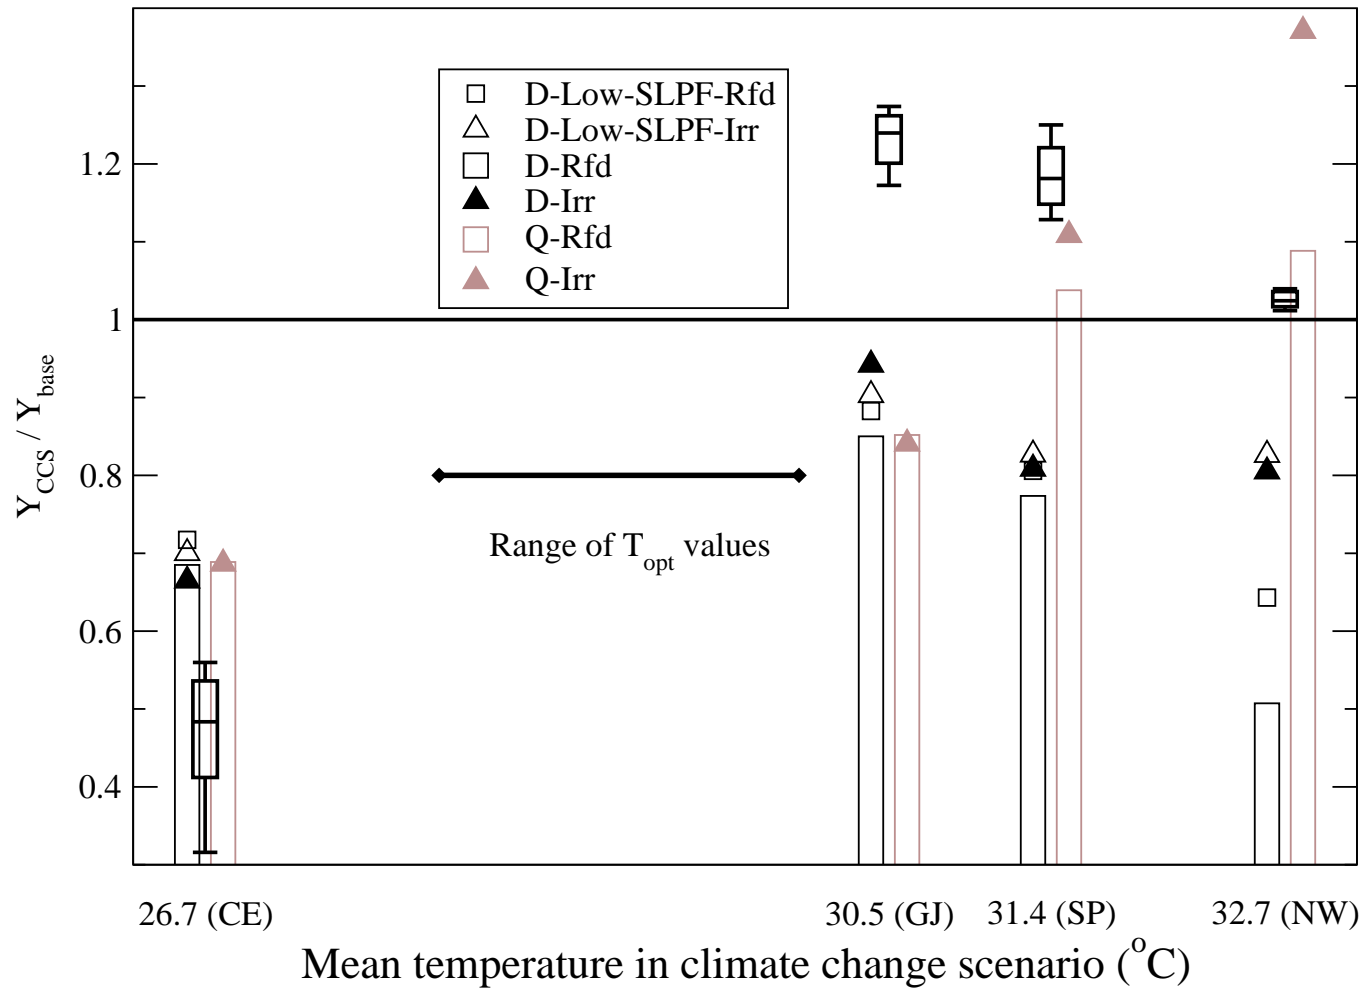 D-Low-SLPF-Rfd
D-Low-SLPF-Irr
D-Rfd
D-Irr
Q-Rfd
Q-Irr
1.2
1
0.8
0.6
0.4
Y_CCS / Y_base
Range of T_opt values
26.7 (CE)
30.5 (GJ)
31.4 (SP)
32.7 (NW)
Mean temperature in climate change scenario (°C)